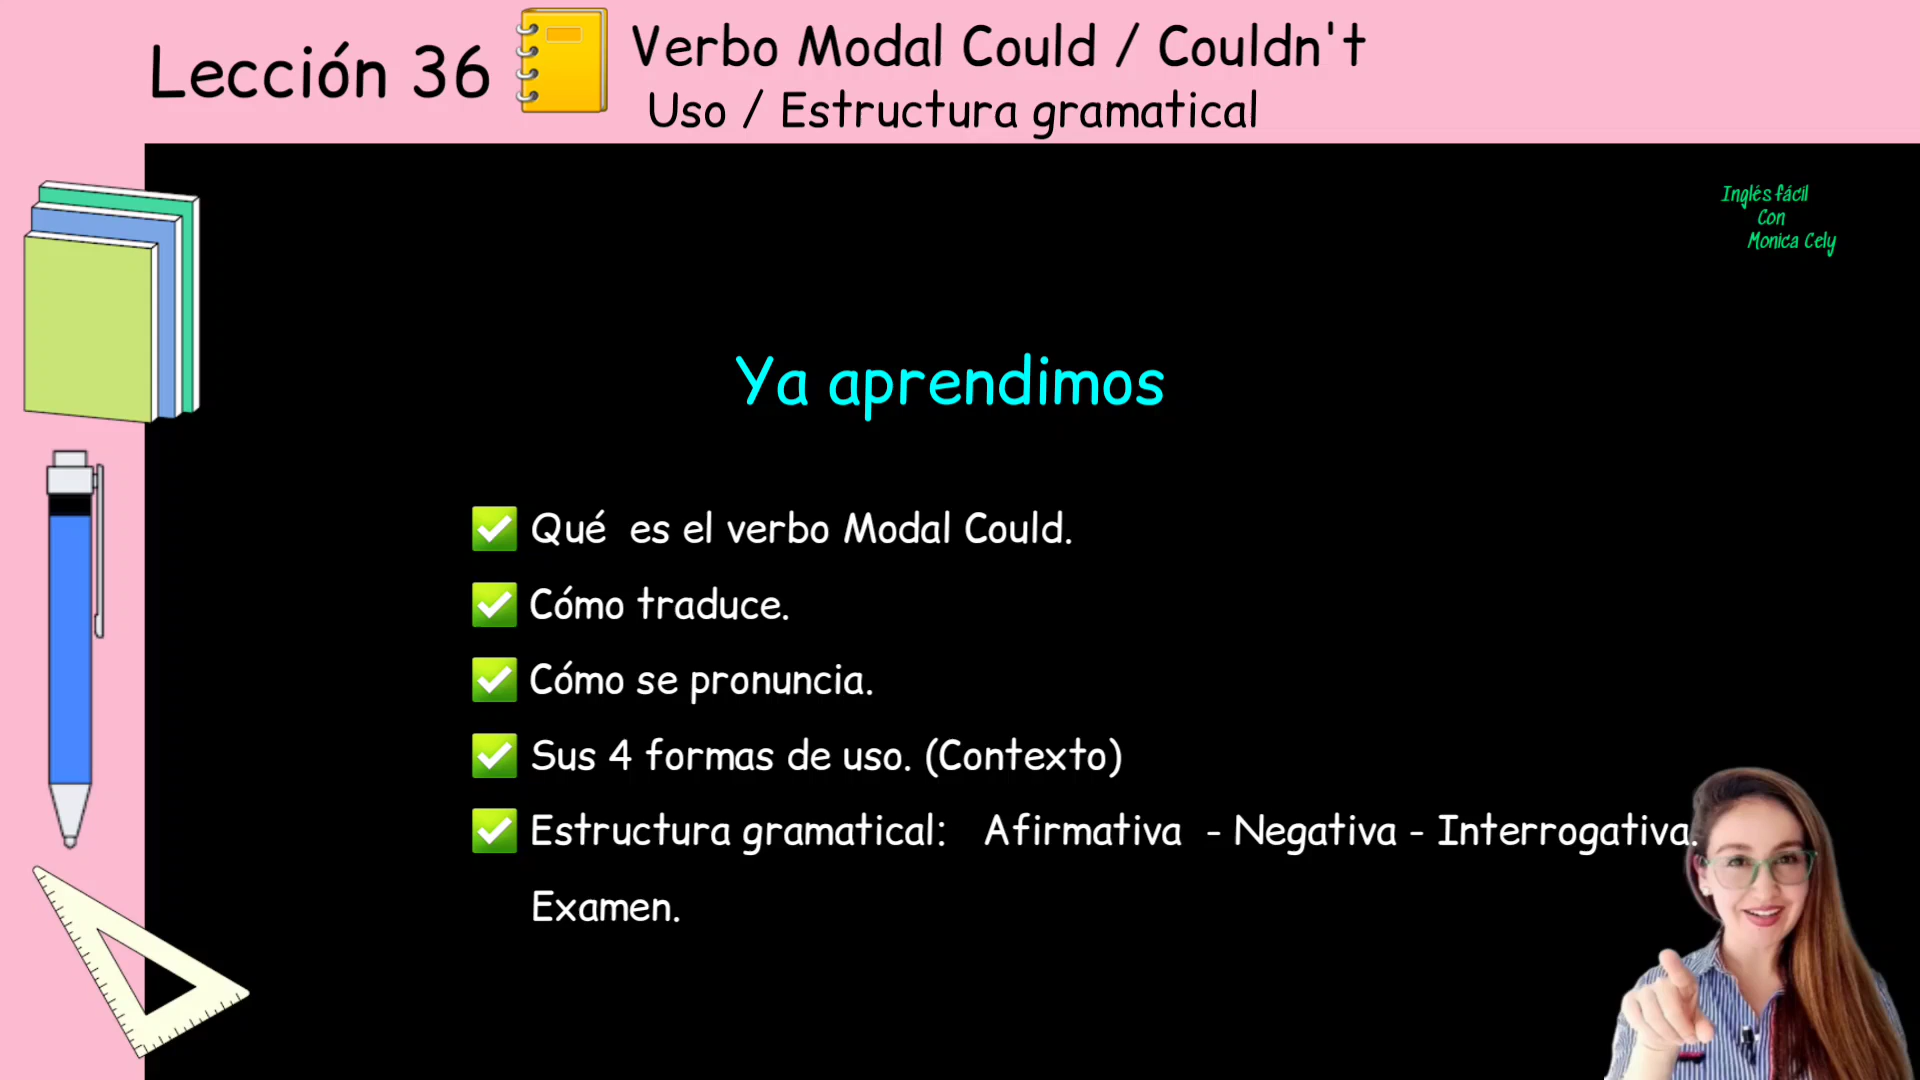 Lección 36
Verbo Modal Could / Couldn't
Uso / Estructura gramatical
Inglés fácil
Con
Monica Cely
Ya aprendimos
✅ Qué es el verbo Modal Could.
✅ Cómo traduce.
✅ Cómo se pronuncia.
✅ Sus 4 formas de uso. (Contexto)
✅ Estructura gramatical: Afirmativa - Negativa - Interrogativa.
Examen.